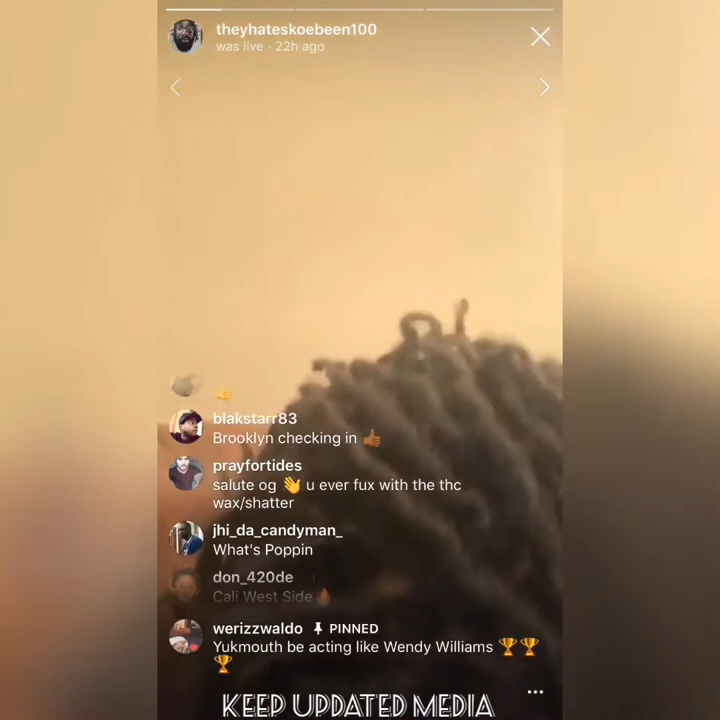 theyhateskoebeen100
was live · 22h ago
blakstarr83
Brooklyn checking in 👍🏾
prayfortides
salute og 👋 u ever fux with the thc
wax/shatter
jhi_da_candyman_
What's Poppin
don_420de
Cali West Side 🔥
werizzwaldo 📌 PINNED
Yukmouth be acting like Wendy Williams 🏆🏆
🏆
KEEP UPDATED MEDIA